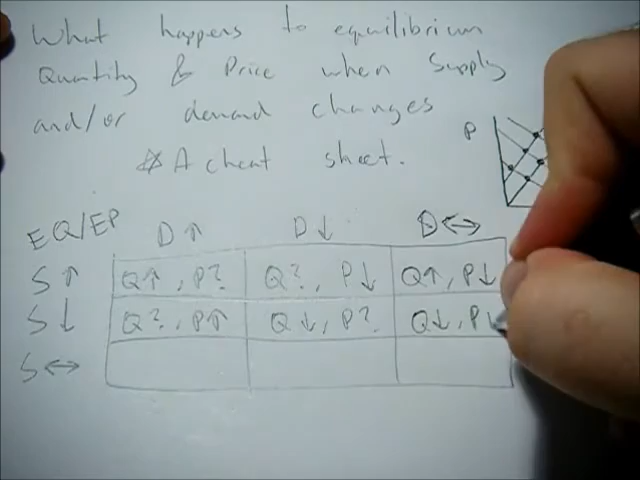 What happens to equilibrium
Quantity & Price when Supply
and/or demand changes
☆ A cheat sheet.
P
EQ/EP D ↑ D ↓ D ↔
S ↑ Q↑, P? Q?, P↓ Q↑, P↓
S ↓ Q?, P↑ Q↓, P? Q↓, P
S ↔